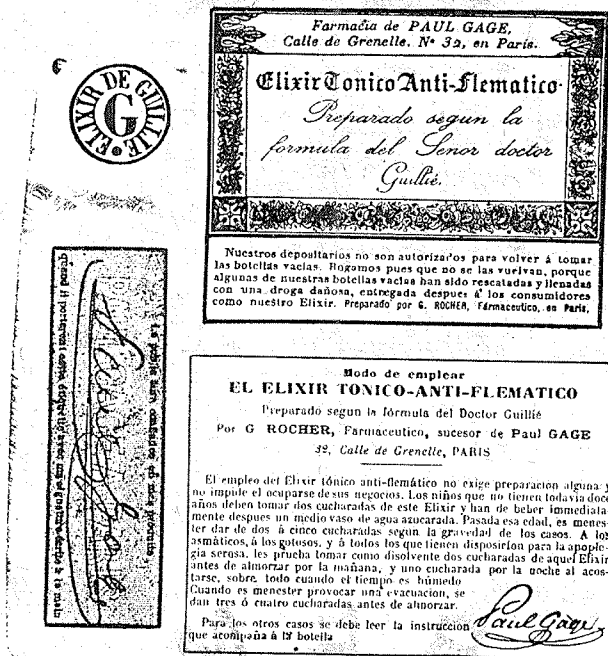 ELIXIR DE GUILLIE
G
Farmacia de PAUL GAGE,
Calle de Grenelle. Nº 32, en Paris.
Elixir Tonico Anti-Flematico
Preparado segun la
formula del Senor doctor
Guillié.
Nuestros depositarios no son autorizados para volver á tomar
las botellas vacias. Rogamos pues que no se las vuelvan, porque
algunas de nuestras botellas vacias han sido rescatadas y llenadas
con una droga dañosa, entregada despues á los consumidores
como nuestro Elixir. Preparado por G. ROCHER, Farmaceutico, en Paris,
Modo de emplear
EL ELIXIR TONICO-ANTI-FLEMATICO
Preparado segun la fórmula del Doctor Guillié
Por G ROCHER, Farmaceutico, sucesor de Paul GAGE
32, Calle de Grenelle, PARIS
El empleo del Elixir tónico anti-flemático no exige preparacion alguna y
no impide el ocuparse de sus negocios. Los niños que no tienen todavia doce
años deben tomar dos cucharadas de este Elixir y han de beber immediata-
mente despues un medio vaso de agua azucarada. Pasada esa edad, es menes-
ter dar de dos á cinco cucharadas segun la gravedad de los casos. A los
asmáticos, á los gotosos, y á todos los que tienen disposicion para la apople-
gia serosa, les prueba tomar como disolvente dos cucharadas de aquel Elixir
antes de almorzar por la mañana, y uno cucharada por la noche al acos-
tarse, sobre todo cuando el tiempo es húmedo
Cuando es menester provocar una evacuacion, se
dan tres ó cuatro cucharadas antes de almorzar.
Para los otros casos se debe leer la instruccion
que acompaña á la botella
Paul Gage